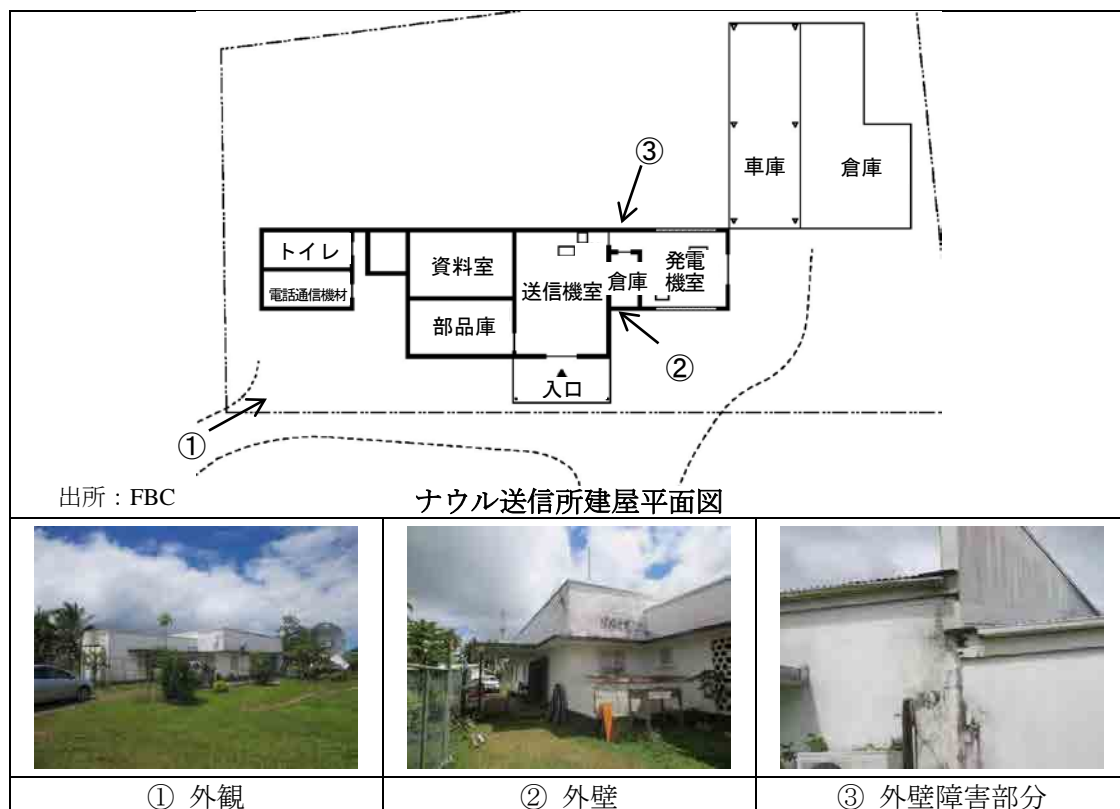 ③
車庫
倉庫
トイレ
電話通信機材
資料室
部品庫
送信機室
倉庫
発電
機室
②
入口
①
出所：FBC
ナウル送信所建屋平面図
① 外観
② 外壁
③ 外壁障害部分